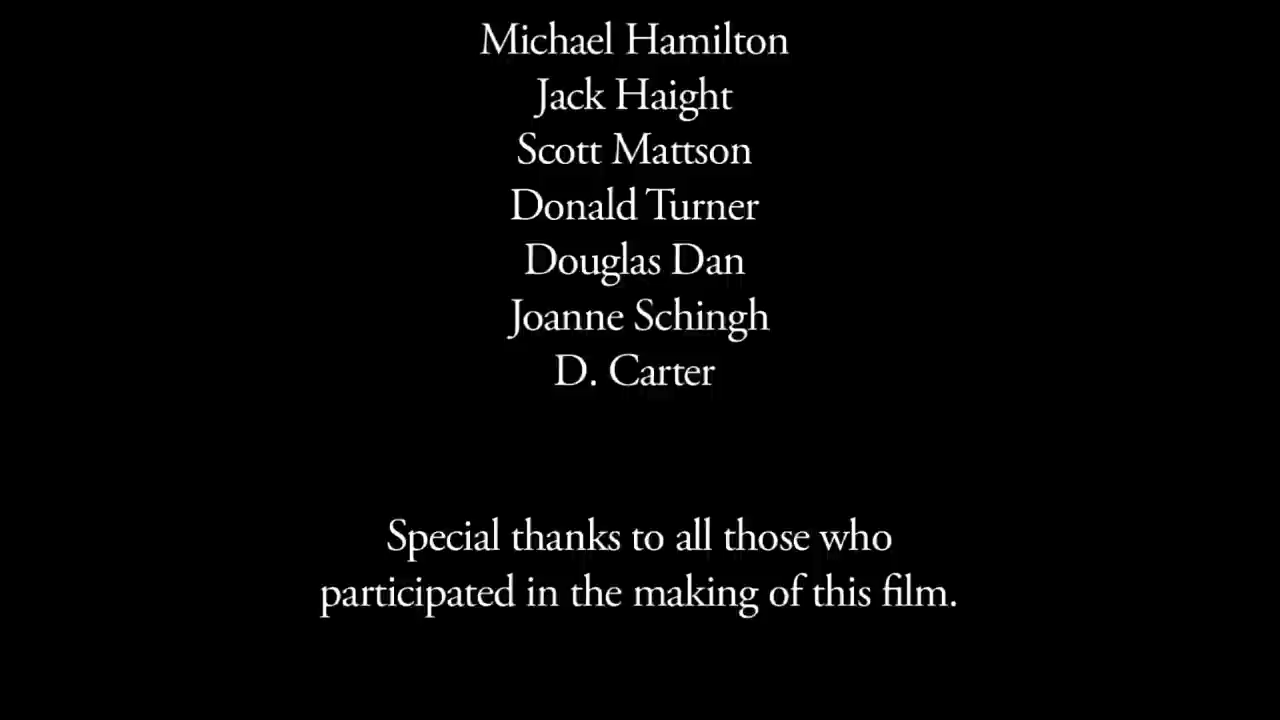 Michael Hamilton
Jack Haight
Scott Mattson
Donald Turner
Douglas Dan
Joanne Schingh
D. Carter
Special thanks to all those who
participated in the making of this film.